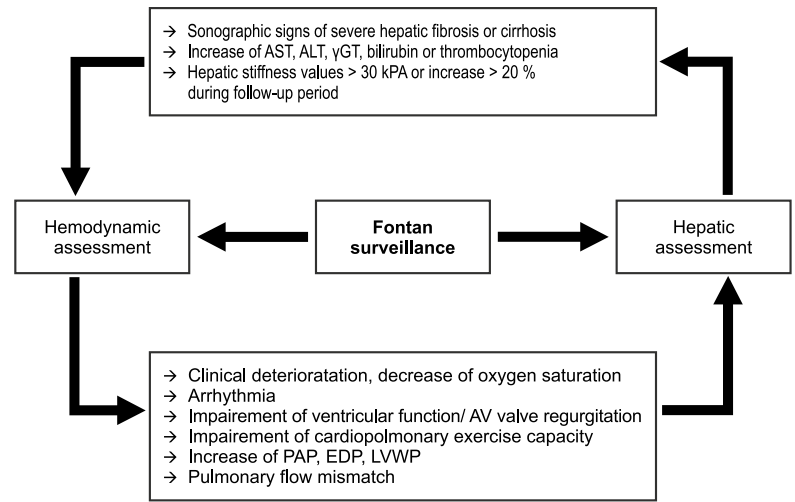 → Sonographic signs of severe hepatic fibrosis or cirrhosis
→ Increase of AST, ALT, γGT, bilirubin or thrombocytopenia
→ Hepatic stiffness values > 30 kPA or increase > 20 %
during follow-up period
Hemodynamic
assessment
Fontan
surveillance
Hepatic
assessment
→ Clinical deterioratation, decrease of oxygen saturation
→ Arrhythmia
→ Impairement of ventricular function/ AV valve regurgitation
→ Impairement of cardiopolmonary exercise capacity
→ Increase of PAP, EDP, LVWP
→ Pulmonary flow mismatch